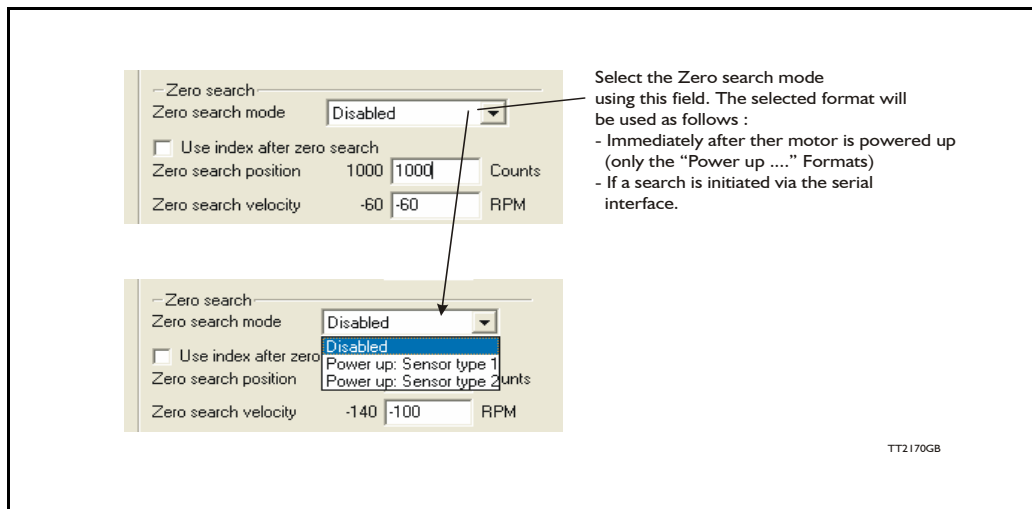 Zero search
Zero search mode Disabled
Use index after zero search
Zero search position 1000 1000 Counts
Zero search velocity -60 -60 RPM
Select the Zero search mode
using this field. The selected format will
be used as follows :
- Immediately after ther motor is powered up
(only the “Power up ....” Formats)
- If a search is initiated via the serial
interface.
Zero search
Zero search mode Disabled
Disabled
Use index after zero
Power up: Sensor type 1
Zero search position Power up: Sensor type 2 unts
Zero search velocity -140 -100 RPM
TT2170GB